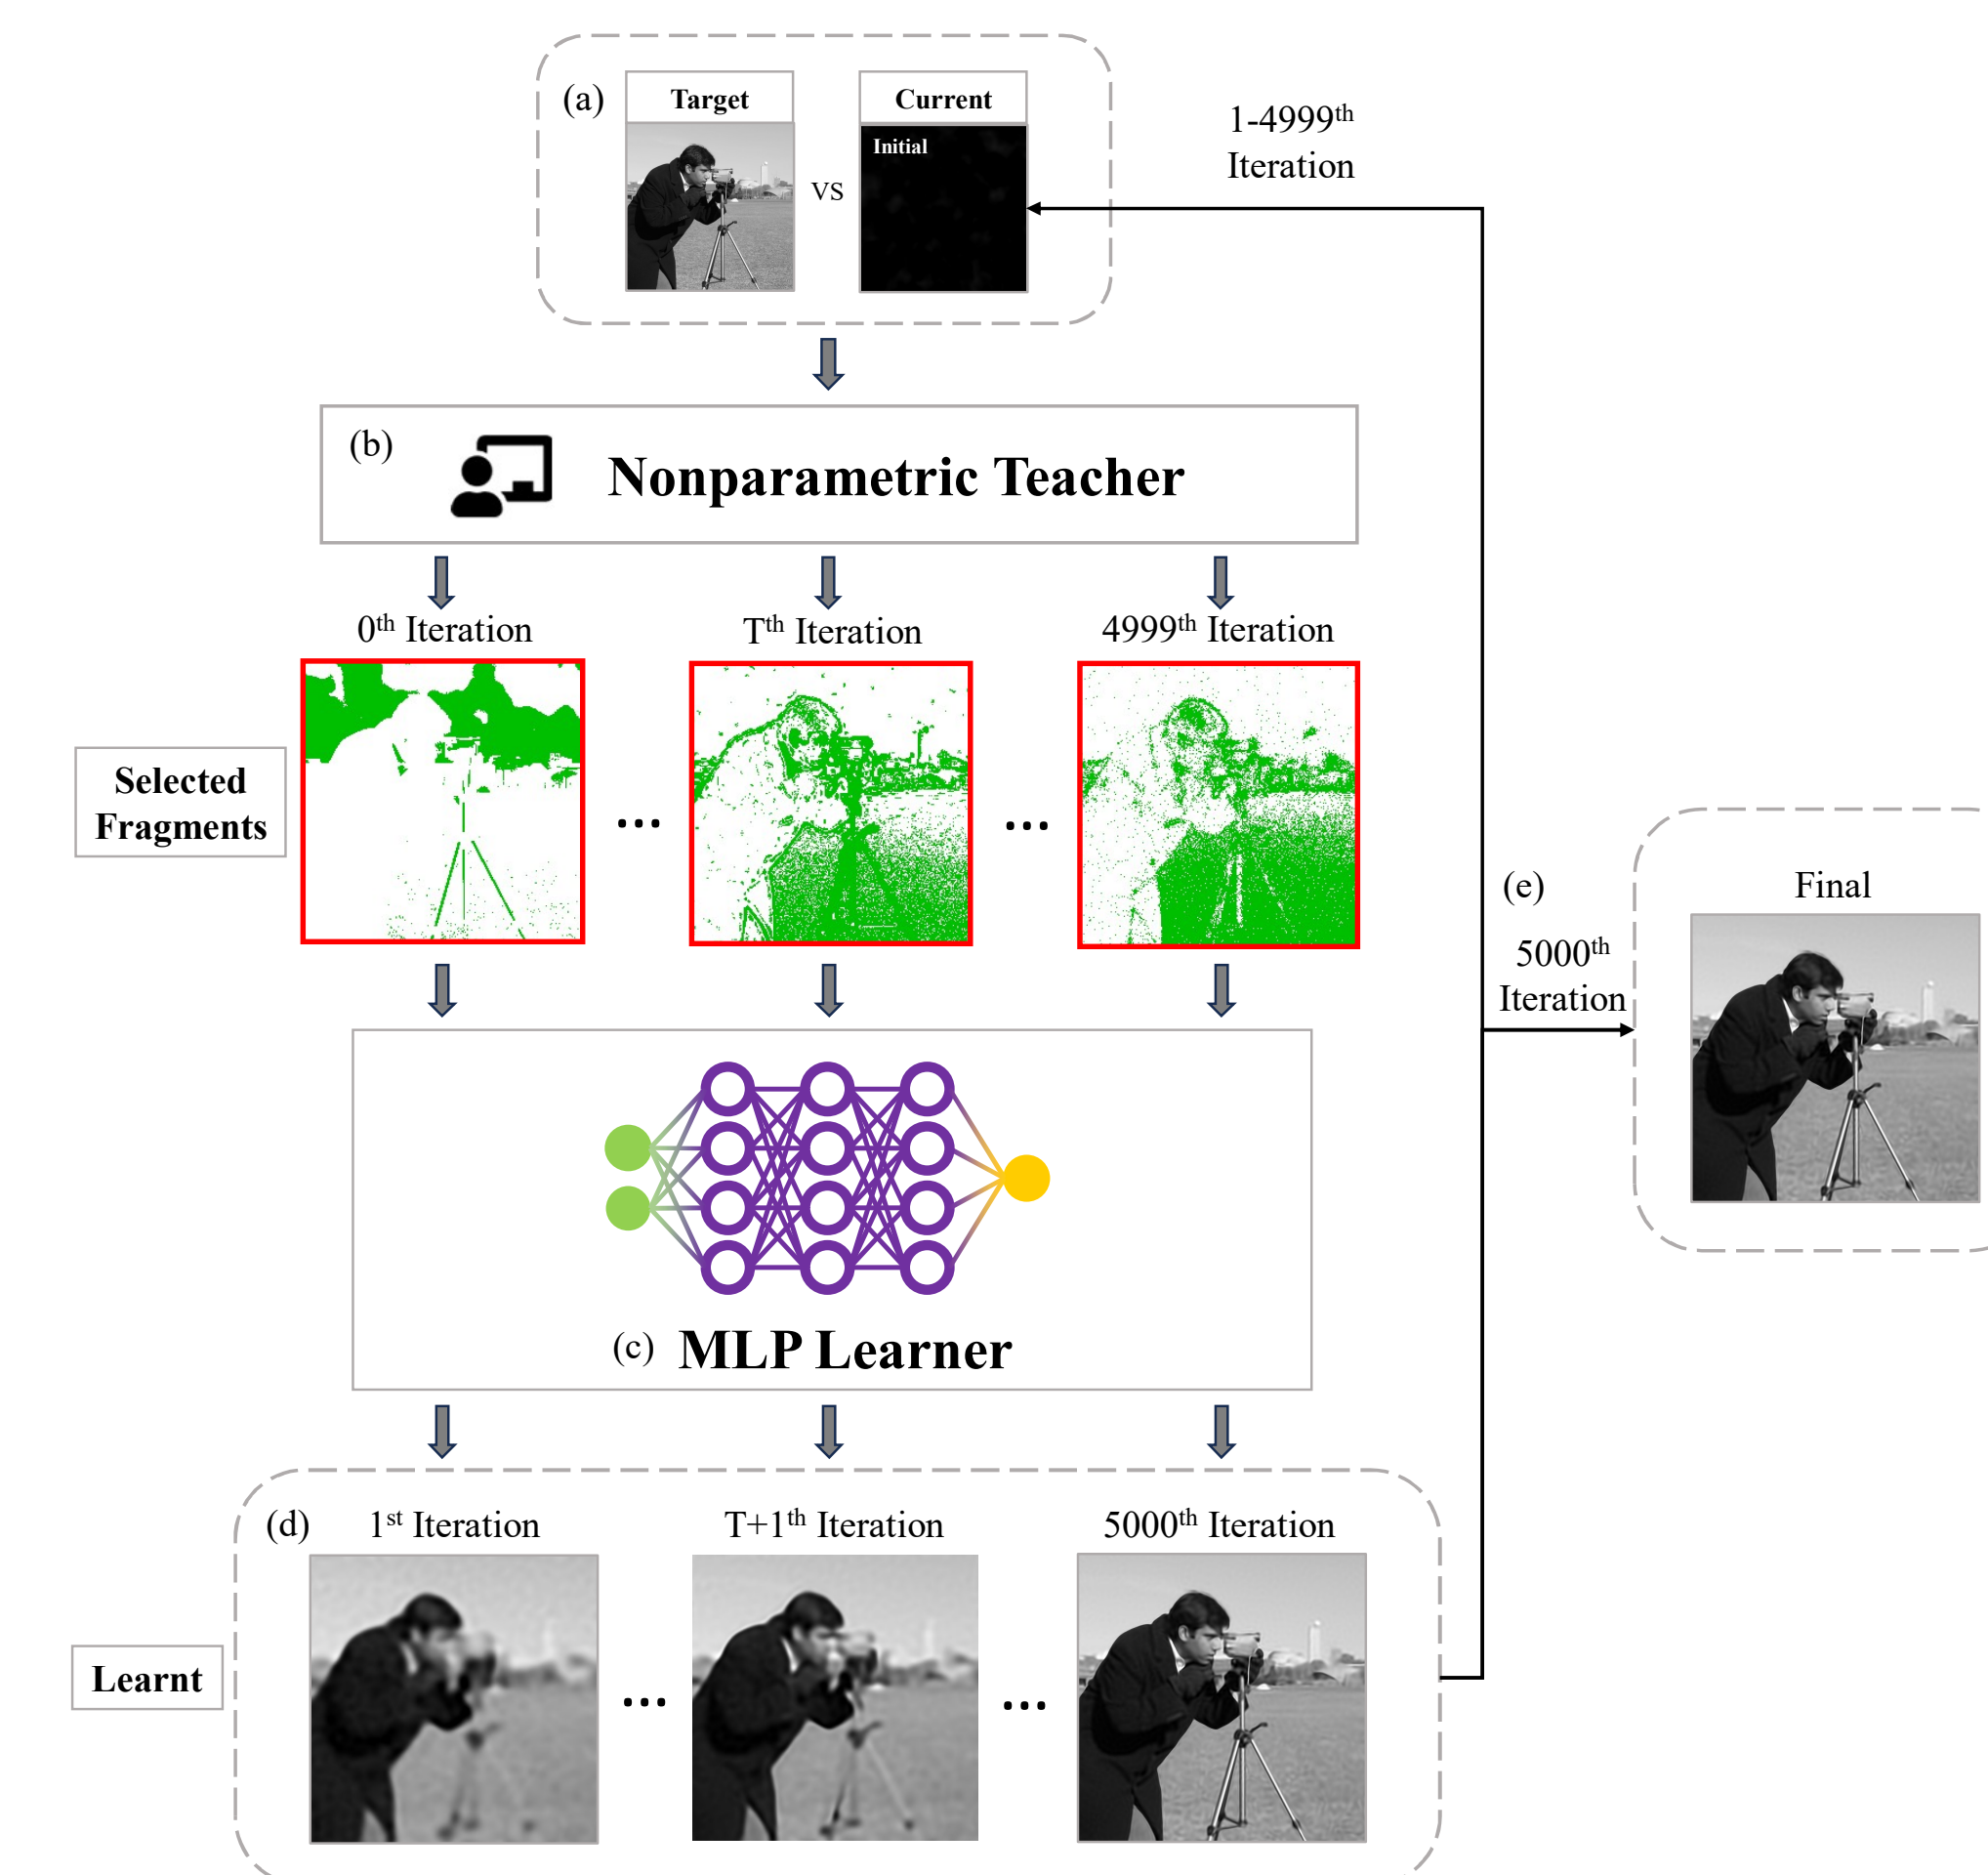 (a)
Target
Current
Initial
VS
1-4999th
Iteration
(b)
Nonparametric Teacher
0th Iteration
Tth Iteration
4999th Iteration
Selected
Fragments
...
...
(e)
Final
5000th
Iteration
(c) MLP Learner
(d)
1st Iteration
T+1th Iteration
5000th Iteration
Learnt
...
...